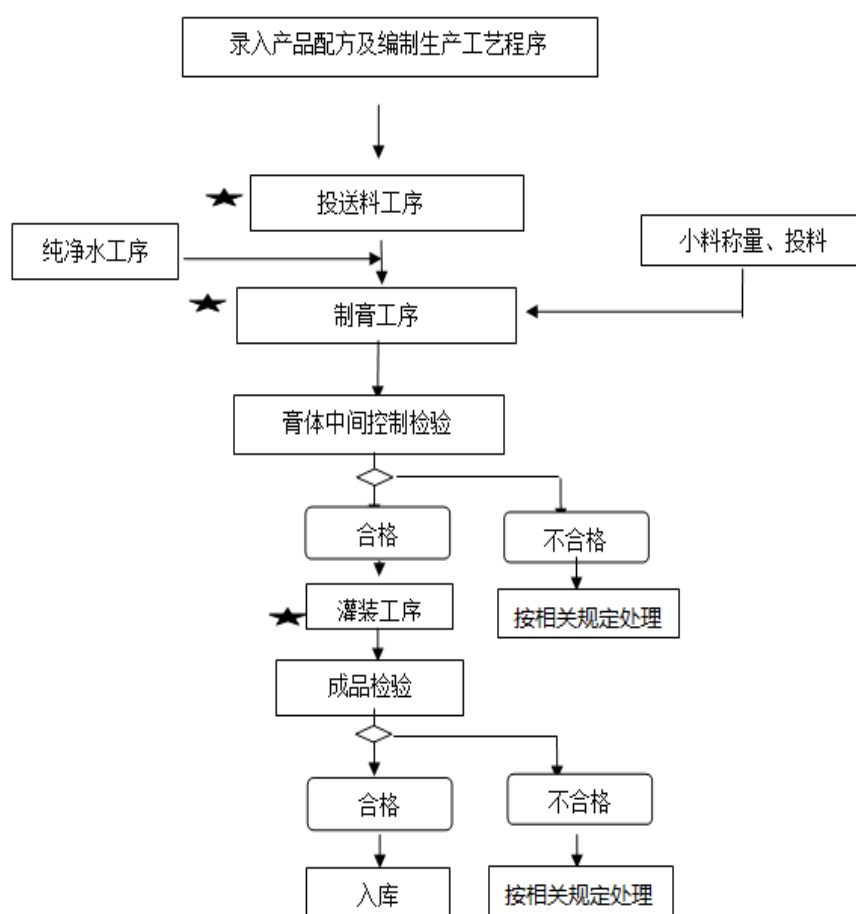 录入产品配方及编制生产工艺程序
投送料工序
纯净水工序
小料称量、投料
制膏工序
膏体中间控制检验
合格
不合格
灌装工序
按相关规定处理
成品检验
合格
不合格
入库
按相关规定处理